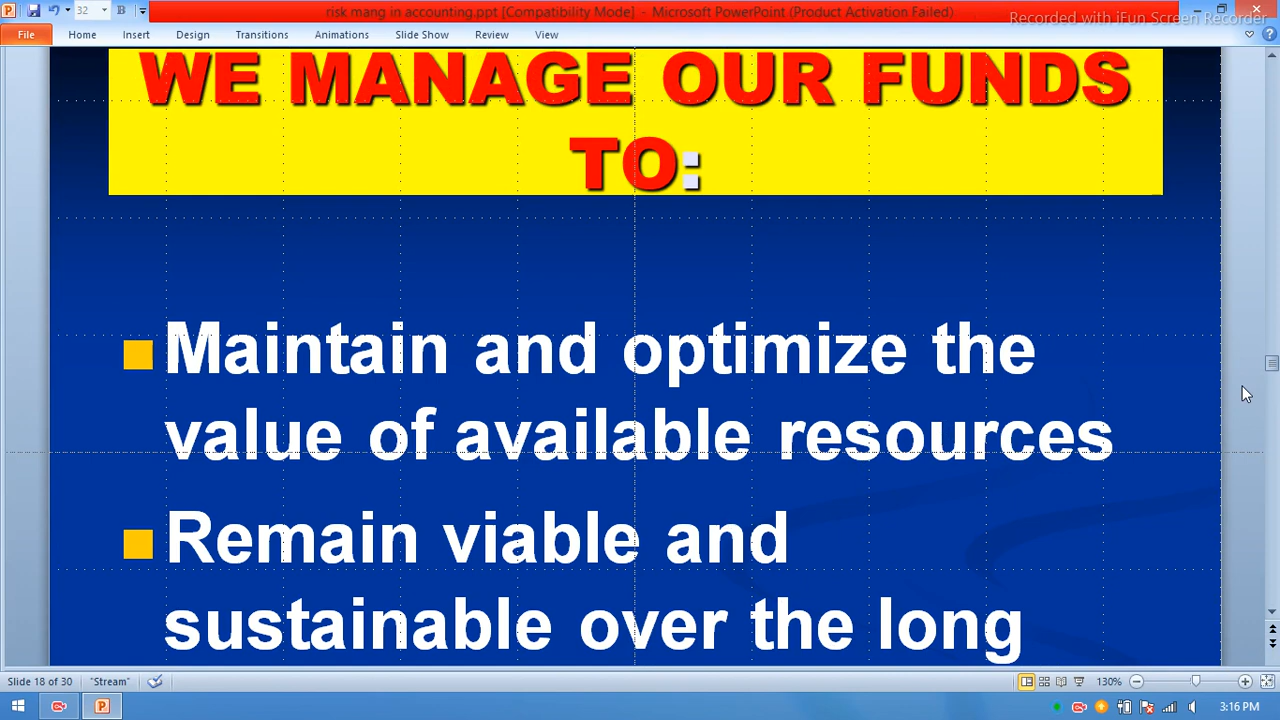 risk mang in accounting.ppt [Compatibility Mode] - Microsoft PowerPoint (Product Activation Failed)
Recorded with iFun Screen Recorder
32 B
File Home Insert Design Transitions Animations Slide Show Review View
WE MANAGE OUR FUNDS
TO:
Maintain and optimize the
value of available resources
Remain viable and
sustainable over the long
Slide 18 of 30 "Stream" 130%
3:16 PM